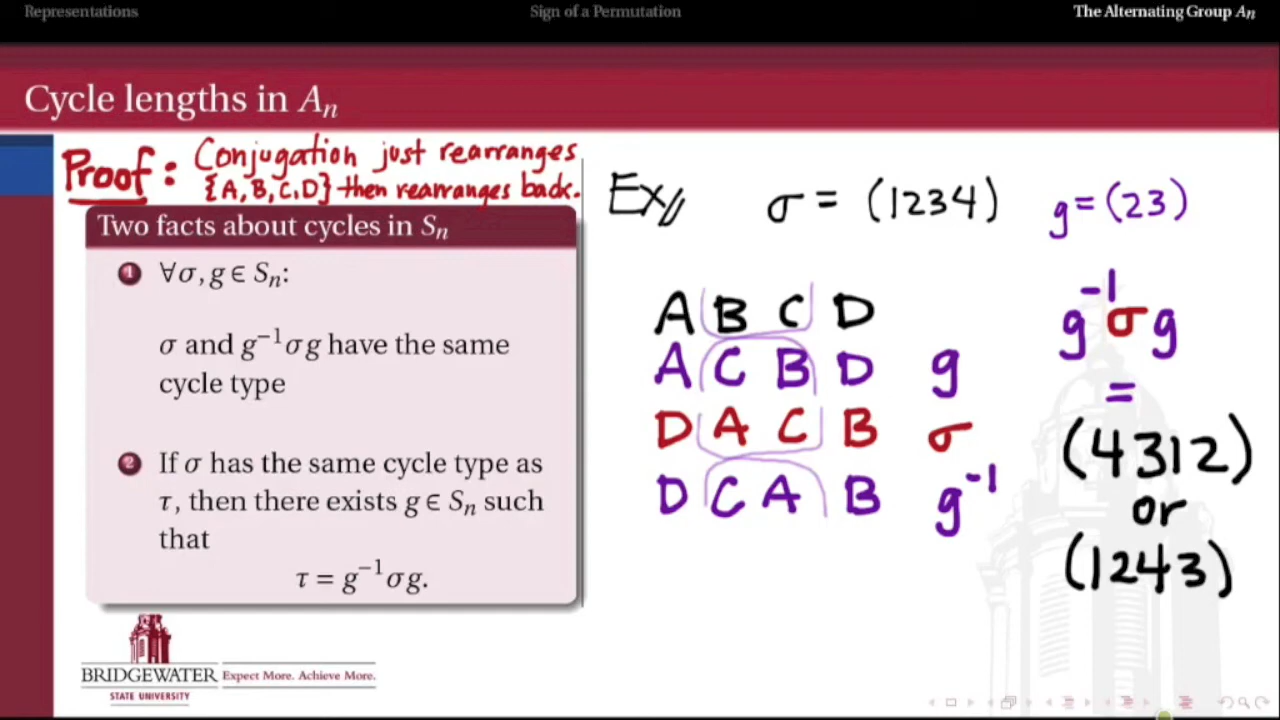 Representations Sign of a Permutation The Alternating Group Aₙ
Cycle lengths in Aₙ
Proof: Conjugation just rearranges
{A, B, C, D} then rearranges back.
Two facts about cycles in Sₙ
1 ∀σ, g ∈ Sₙ:
σ and g⁻¹σg have the same
cycle type
2 If σ has the same cycle type as
τ, then there exists g ∈ Sₙ such
that
τ = g⁻¹σg.
BRIDGEWATER
STATE UNIVERSITY
Expect More. Achieve More.
Ex// σ = (1234) g = (23)
A B C D
A C B D g
D A C B σ
D C A B g⁻¹
g⁻¹σg
=
(4312)
or
(1243)